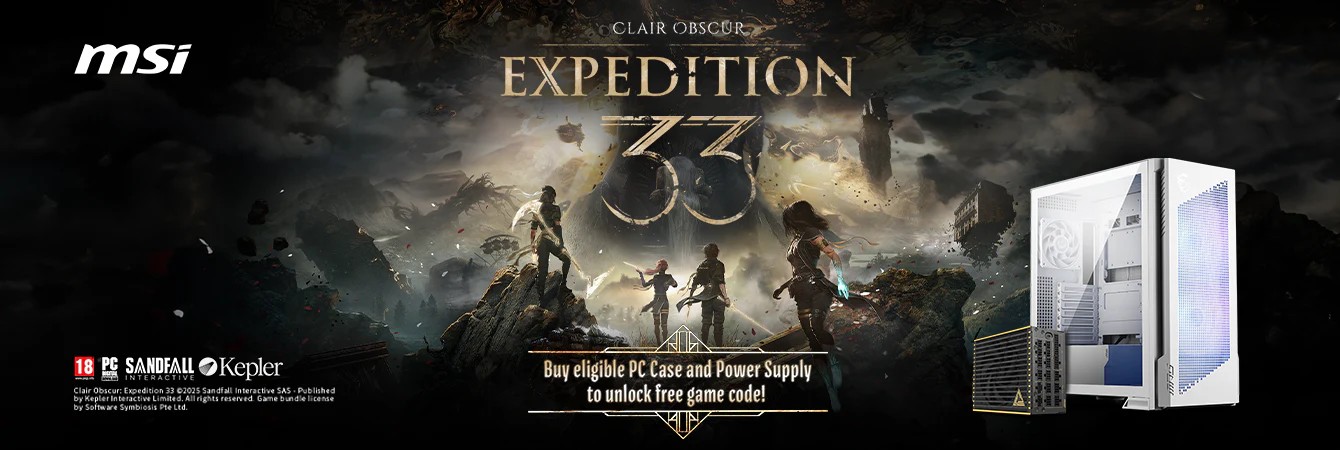 msi
CLAIR OBSCUR
EXPEDITION
33
Buy eligible PC Case and Power Supply
to unlock free game code!
18
PC
SANDFALL
INTERACTIVE
Kepler
Clair Obscur: Expedition 33 ©2025 Sandfall Interactive SAS - Published
by Kepler Interactive Limited. All rights reserved. Game bundle license
by Software Symbiosis Pte Ltd.